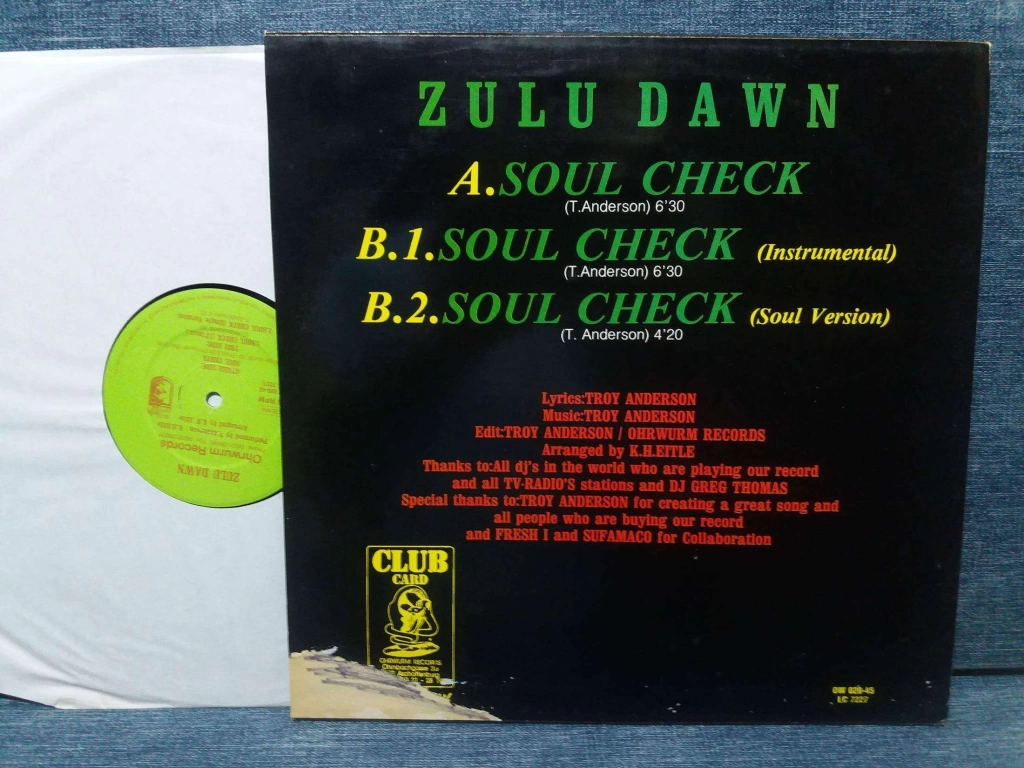 ZULU DAWN
A.SOUL CHECK
(T.Anderson) 6'30
B.1.SOUL CHECK (Instrumental)
(T.Anderson) 6'30
B.2.SOUL CHECK (Soul Version)
(T. Anderson) 4'20
Lyrics:TROY ANDERSON
Music:TROY ANDERSON
Edit:TROY ANDERSON / OHRWURM RECORDS
Arranged by K.H.EITLE
Thanks to:All dj's in the world who are playing our record
and all TV-RADIO'S stations and DJ GREG THOMAS
Special thanks to:TROY ANDERSON for creating a great song and
all people who are buying our record
and FRESH I and SUFAMACO for Collaboration
CLUB
CARD
OHRWURM RECORDS
Aschaffenburg
OW 029-45
LC 7227
Ohrwurm Records
ZULU DAWN